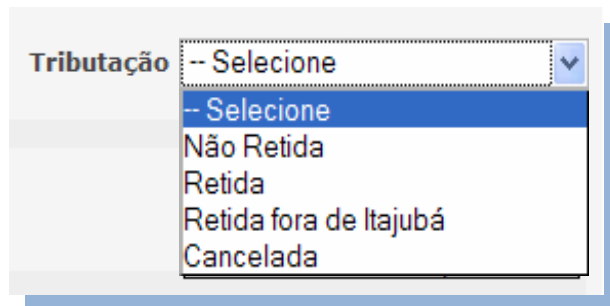 Tributação -- Selecione
-- Selecione
Não Retida
Retida
Retida fora de Itajubá
Cancelada